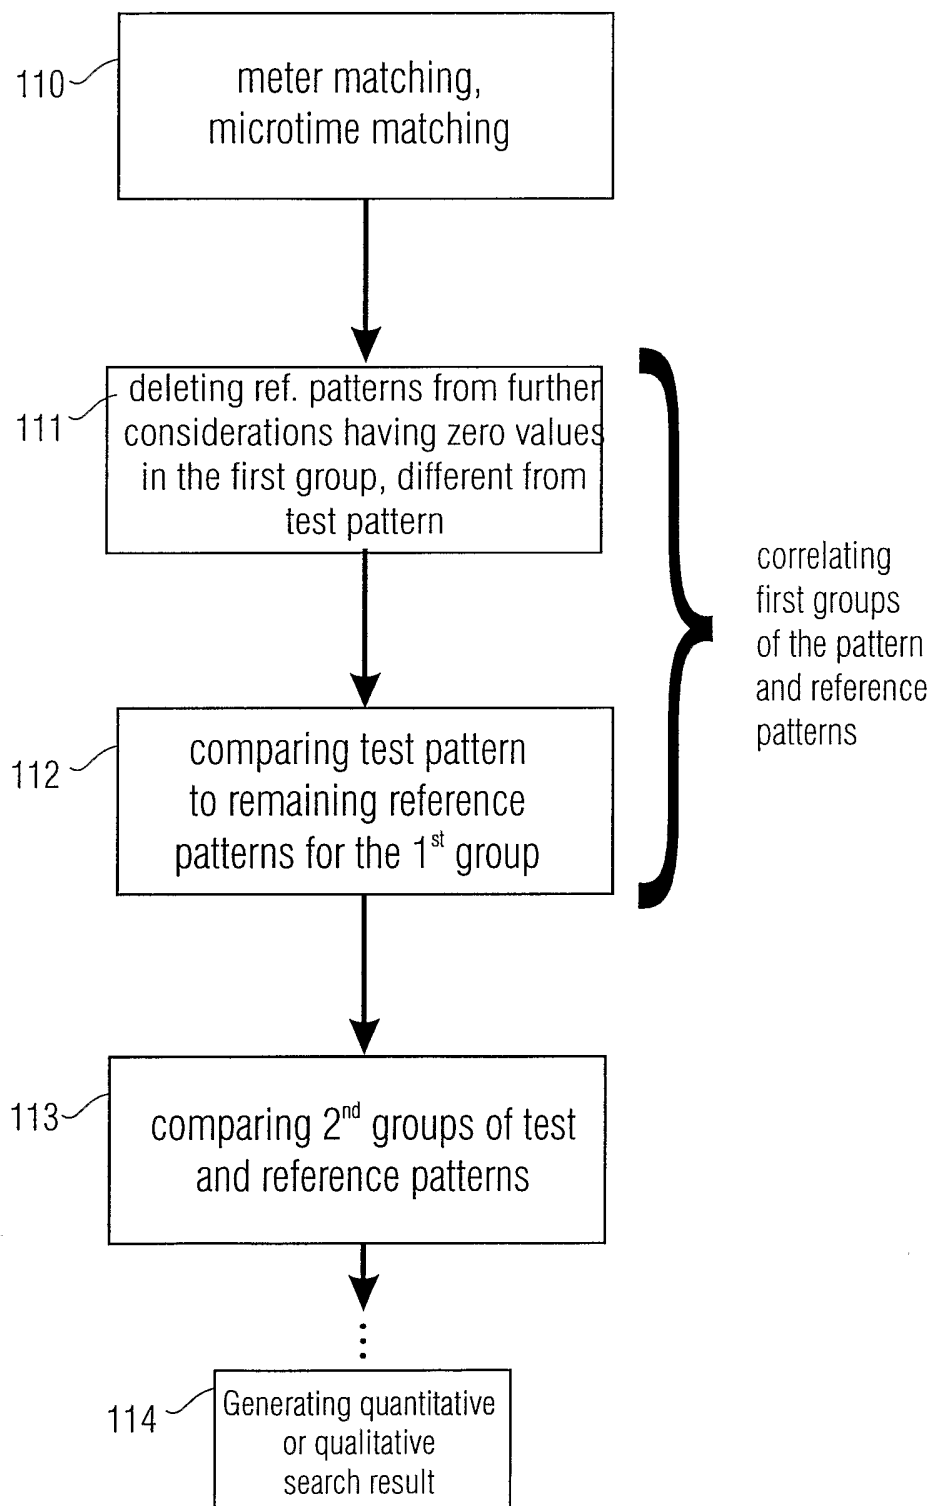 110
meter matching,
microtime matching
111
deleting ref. patterns from further
considerations having zero values
in the first group, different from
test pattern
correlating
first groups
of the pattern
and reference
patterns
112
comparing test pattern
to remaining reference
patterns for the 1st group
113
comparing 2nd groups of test
and reference patterns
114
Generating quantitative
or qualitative
search result